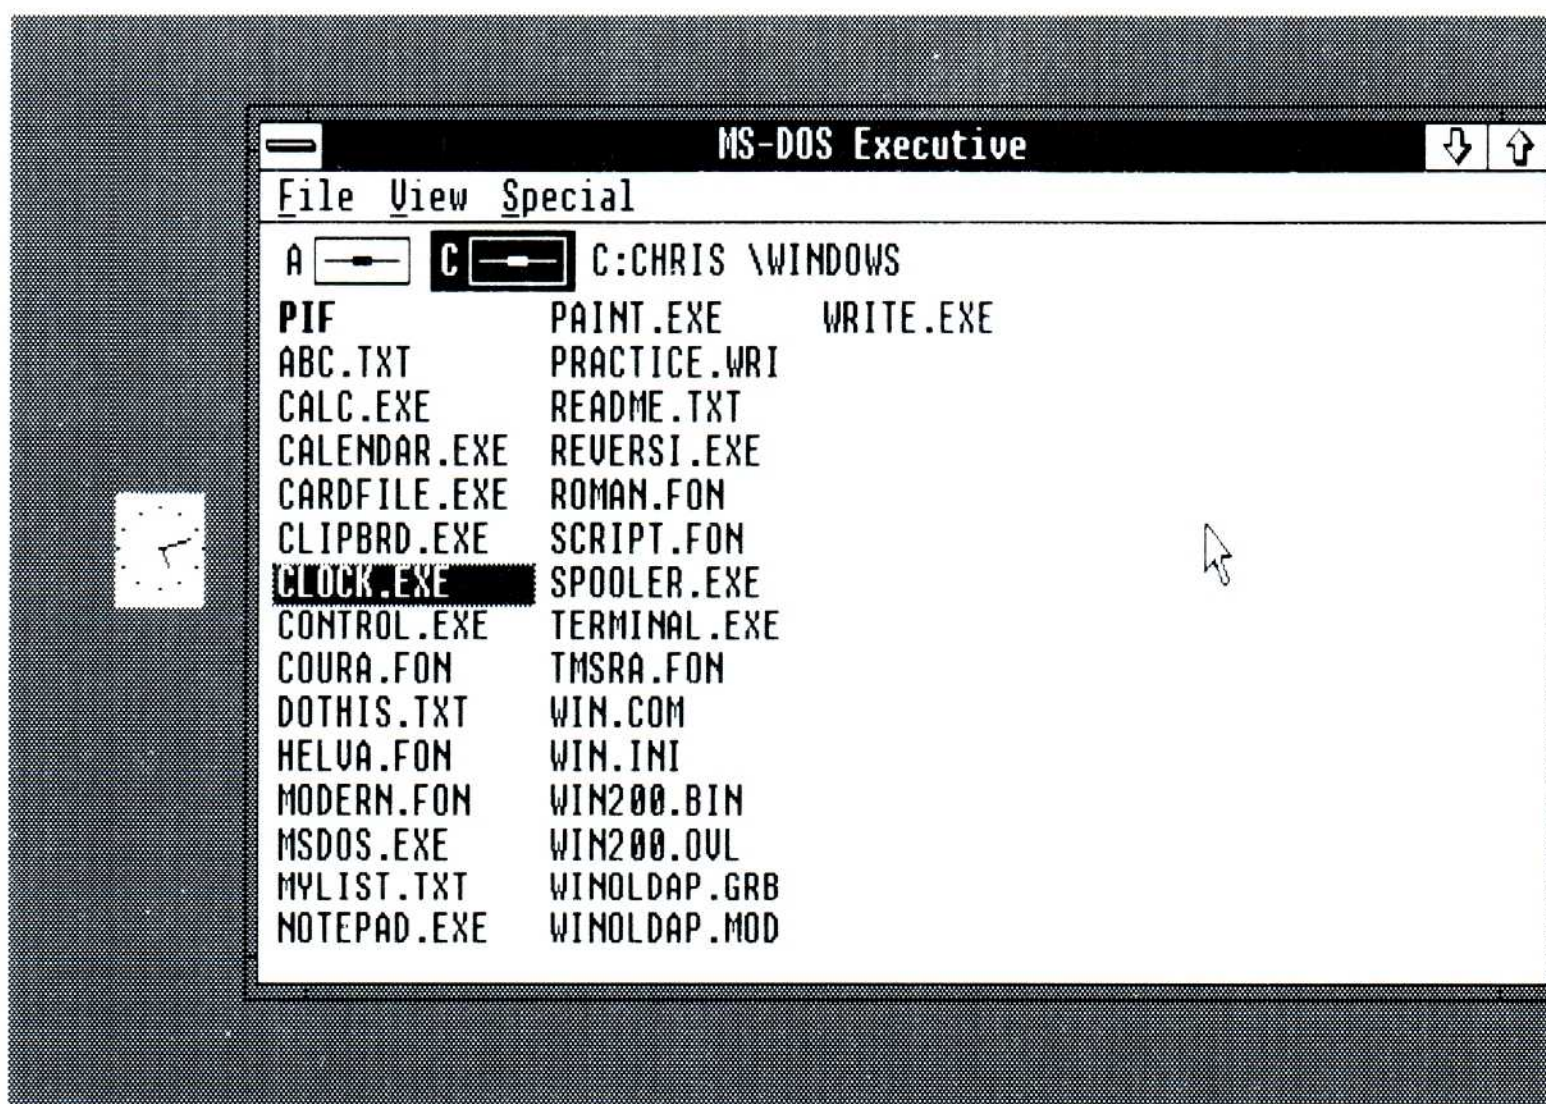 MS-DOS Executive
File View Special
A C C:CHRIS \WINDOWS
PIF PAINT.EXE WRITE.EXE
ABC.TXT PRACTICE.WRI
CALC.EXE README.TXT
CALENDAR.EXE REVERSI.EXE
CARDFILE.EXE ROMAN.FON
CLIPBRD.EXE SCRIPT.FON
CLOCK.EXE SPOOLER.EXE
CONTROL.EXE TERMINAL.EXE
COURA.FON TMSRA.FON
DOTHIS.TXT WIN.COM
HELVA.FON WIN.INI
MODERN.FON WIN200.BIN
MSDOS.EXE WIN200.OVL
MYLIST.TXT WINOLDAP.GRB
NOTEPAD.EXE WINOLDAP.MOD